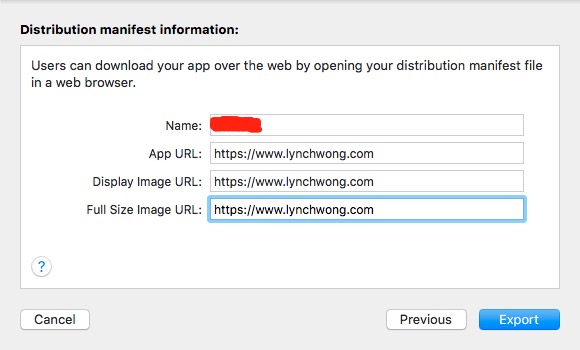 Distribution manifest information:
Users can download your app over the web by opening your distribution manifest file
in a web browser.
Name:
App URL: https://www.lynchwong.com
Display Image URL: https://www.lynchwong.com
Full Size Image URL: https://www.lynchwong.com
?
Cancel Previous Export